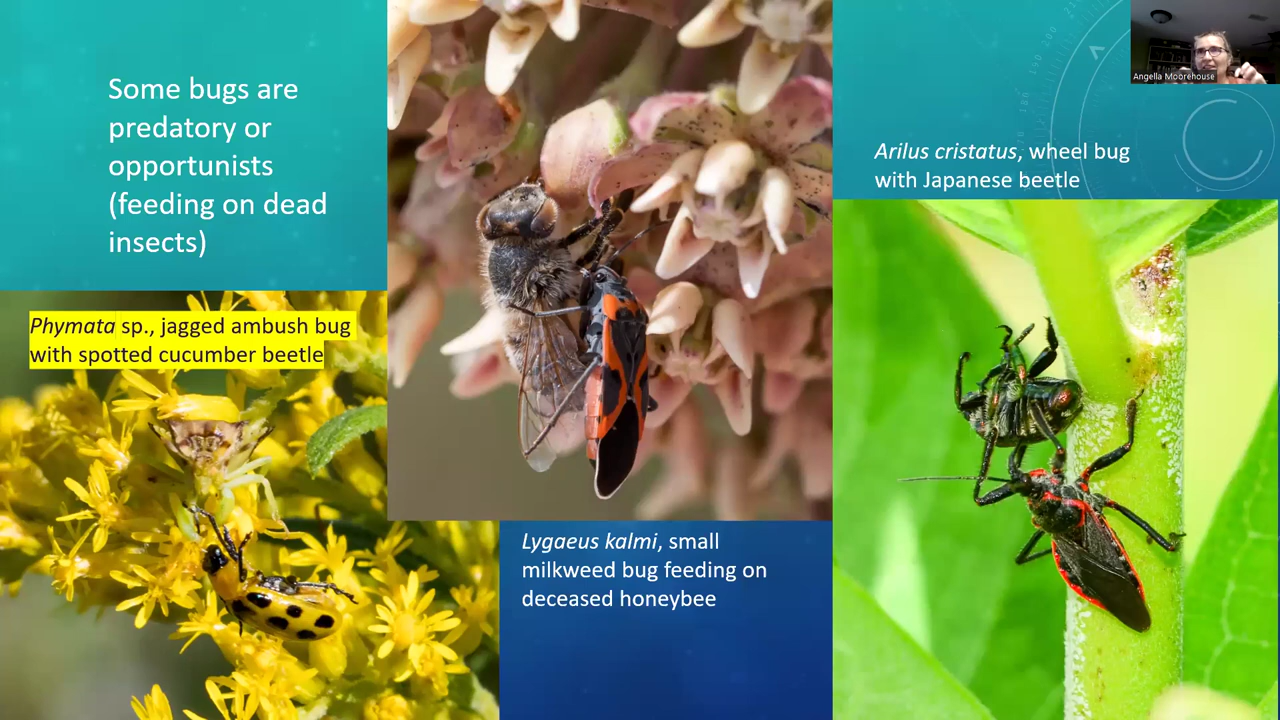 Some bugs are
predatory or
opportunists
(feeding on dead
insects)
Phymata sp., jagged ambush bug
with spotted cucumber beetle
Lygaeus kalmi, small
milkweed bug feeding on
deceased honeybee
Arilus cristatus, wheel bug
with Japanese beetle
Angella Moorehouse